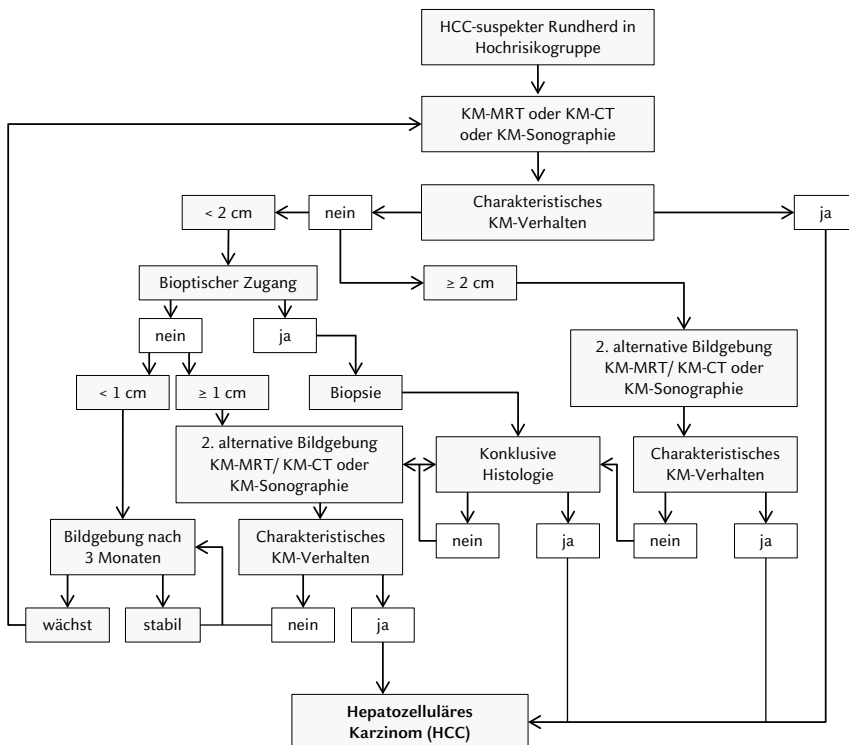 HCC-suspekter Rundherd in
Hochrisikogruppe
KM-MRT oder KM-CT
oder KM-Sonographie
Charakteristisches
KM-Verhalten
< 2 cm
nein
ja
Bioptischer Zugang
≥ 2 cm
nein
ja
2. alternative Bildgebung
KM-MRT/ KM-CT oder
KM-Sonographie
< 1 cm
≥ 1 cm
Biopsie
2. alternative Bildgebung
KM-MRT/ KM-CT oder
KM-Sonographie
Konklusive
Histologie
Charakteristisches
KM-Verhalten
Bildgebung nach
3 Monaten
Charakteristisches
KM-Verhalten
nein
ja
nein
ja
wächst
stabil
nein
ja
Hepatozelluläres
Karzinom (HCC)